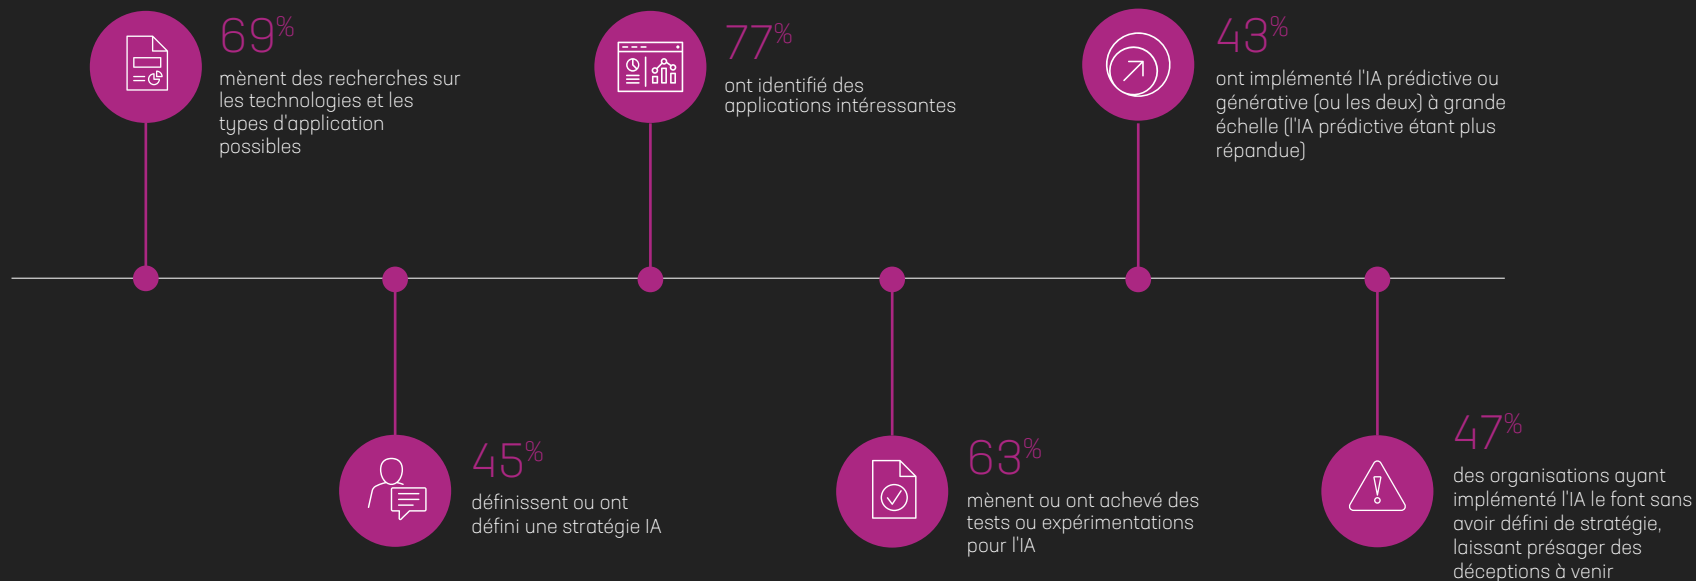 69%
mènent des recherches sur
les technologies et les
types d'application
possibles
45%
définissent ou ont
défini une stratégie IA
77%
ont identifié des
applications intéressantes
63%
mènent ou ont achevé des
tests ou expérimentations
pour l'IA
43%
ont implémenté l'IA prédictive ou
générative (ou les deux) à grande
échelle (l'IA prédictive étant plus
répandue)
47%
des organisations ayant
implémenté l'IA le font sans
avoir défini de stratégie,
laissant présager des
déceptions à venir